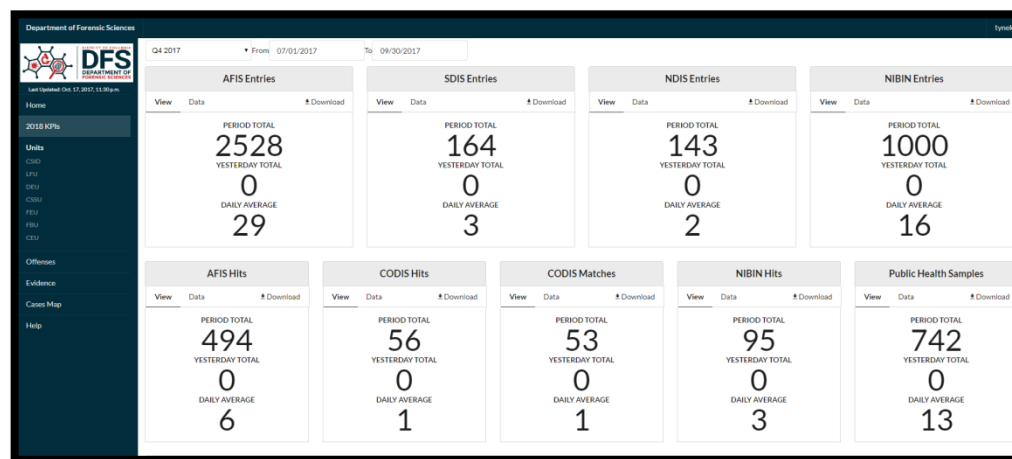 Department of Forensic Sciences
tynel
DISTRICT OF COLUMBIA
DFS
DEPARTMENT OF
FORENSIC SCIENCES
Last Updated: Oct. 17, 2017, 11:30 p.m.
Home
2018 KPIs
Units
CSID
LFU
DEU
CSSU
FEU
FBU
CEU
Offenses
Evidence
Cases Map
Help
Q4 2017 From 07/01/2017 To 09/30/2017
AFIS Entries
View Data Download
PERIOD TOTAL
2528
YESTERDAY TOTAL
0
DAILY AVERAGE
29
SDIS Entries
View Data Download
PERIOD TOTAL
164
YESTERDAY TOTAL
0
DAILY AVERAGE
3
NDIS Entries
View Data Download
PERIOD TOTAL
143
YESTERDAY TOTAL
0
DAILY AVERAGE
2
NIBIN Entries
View Data Download
PERIOD TOTAL
1000
YESTERDAY TOTAL
0
DAILY AVERAGE
16
AFIS Hits
View Data Download
PERIOD TOTAL
494
YESTERDAY TOTAL
0
DAILY AVERAGE
6
CODIS Hits
View Data Download
PERIOD TOTAL
56
YESTERDAY TOTAL
0
DAILY AVERAGE
1
CODIS Matches
View Data Download
PERIOD TOTAL
53
YESTERDAY TOTAL
0
DAILY AVERAGE
1
NIBIN Hits
View Data Download
PERIOD TOTAL
95
YESTERDAY TOTAL
0
DAILY AVERAGE
3
Public Health Samples
View Data Download
PERIOD TOTAL
742
YESTERDAY TOTAL
0
DAILY AVERAGE
13